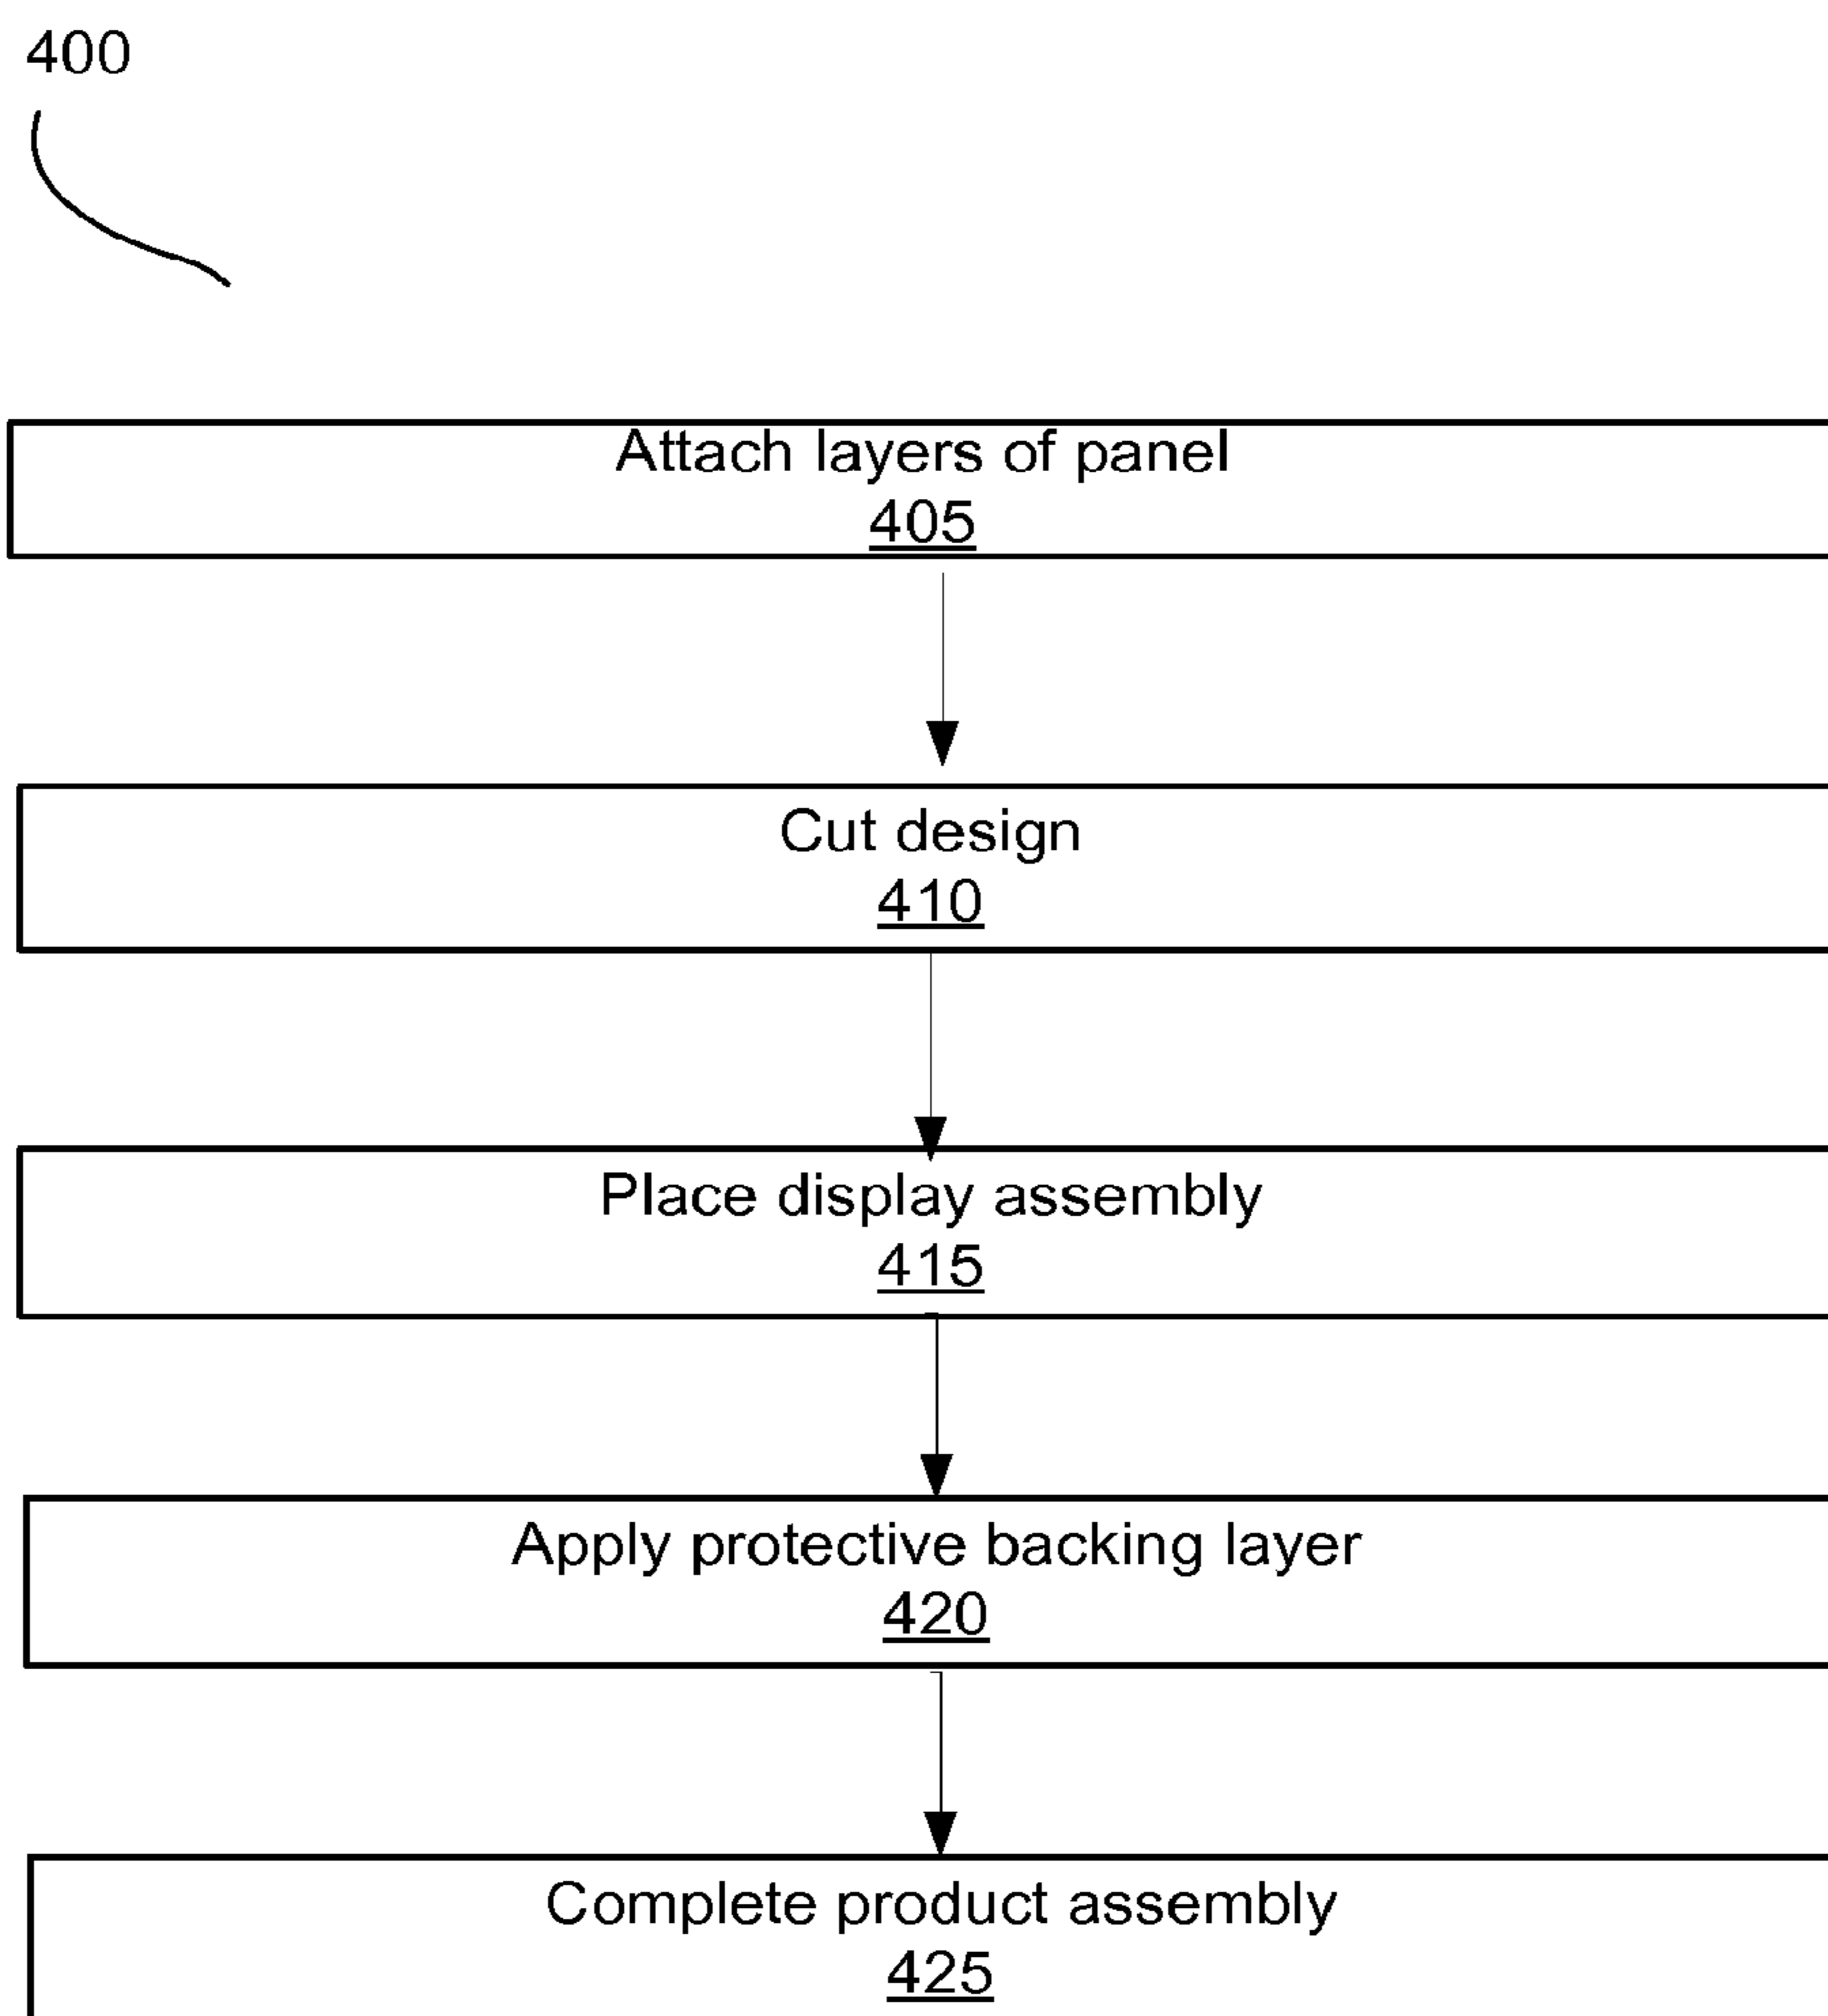 400
Attach layers of panel
405
Cut design
410
Place display assembly
415
Apply protective backing layer
420
Complete product assembly
425